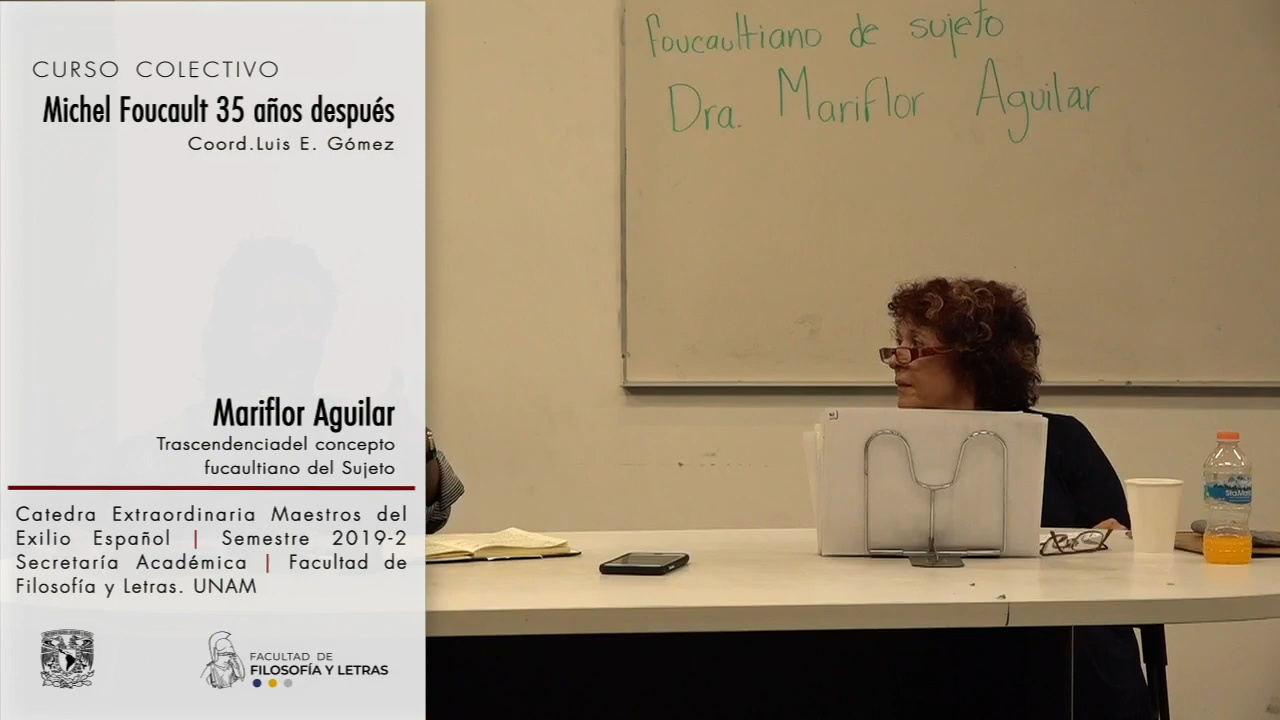 CURSO COLECTIVO
Michel Foucault 35 años después
Coord.Luis E. Gómez
Mariflor Aguilar
Trascendenciadel concepto
fucaultiano del Sujeto
Catedra Extraordinaria Maestros del
Exilio Español | Semestre 2019-2
Secretaría Académica | Facultad de
Filosofía y Letras. UNAM
FACULTAD DE
FILOSOFÍA Y LETRAS
foucaultiano de sujeto
Dra. Mariflor Aguilar